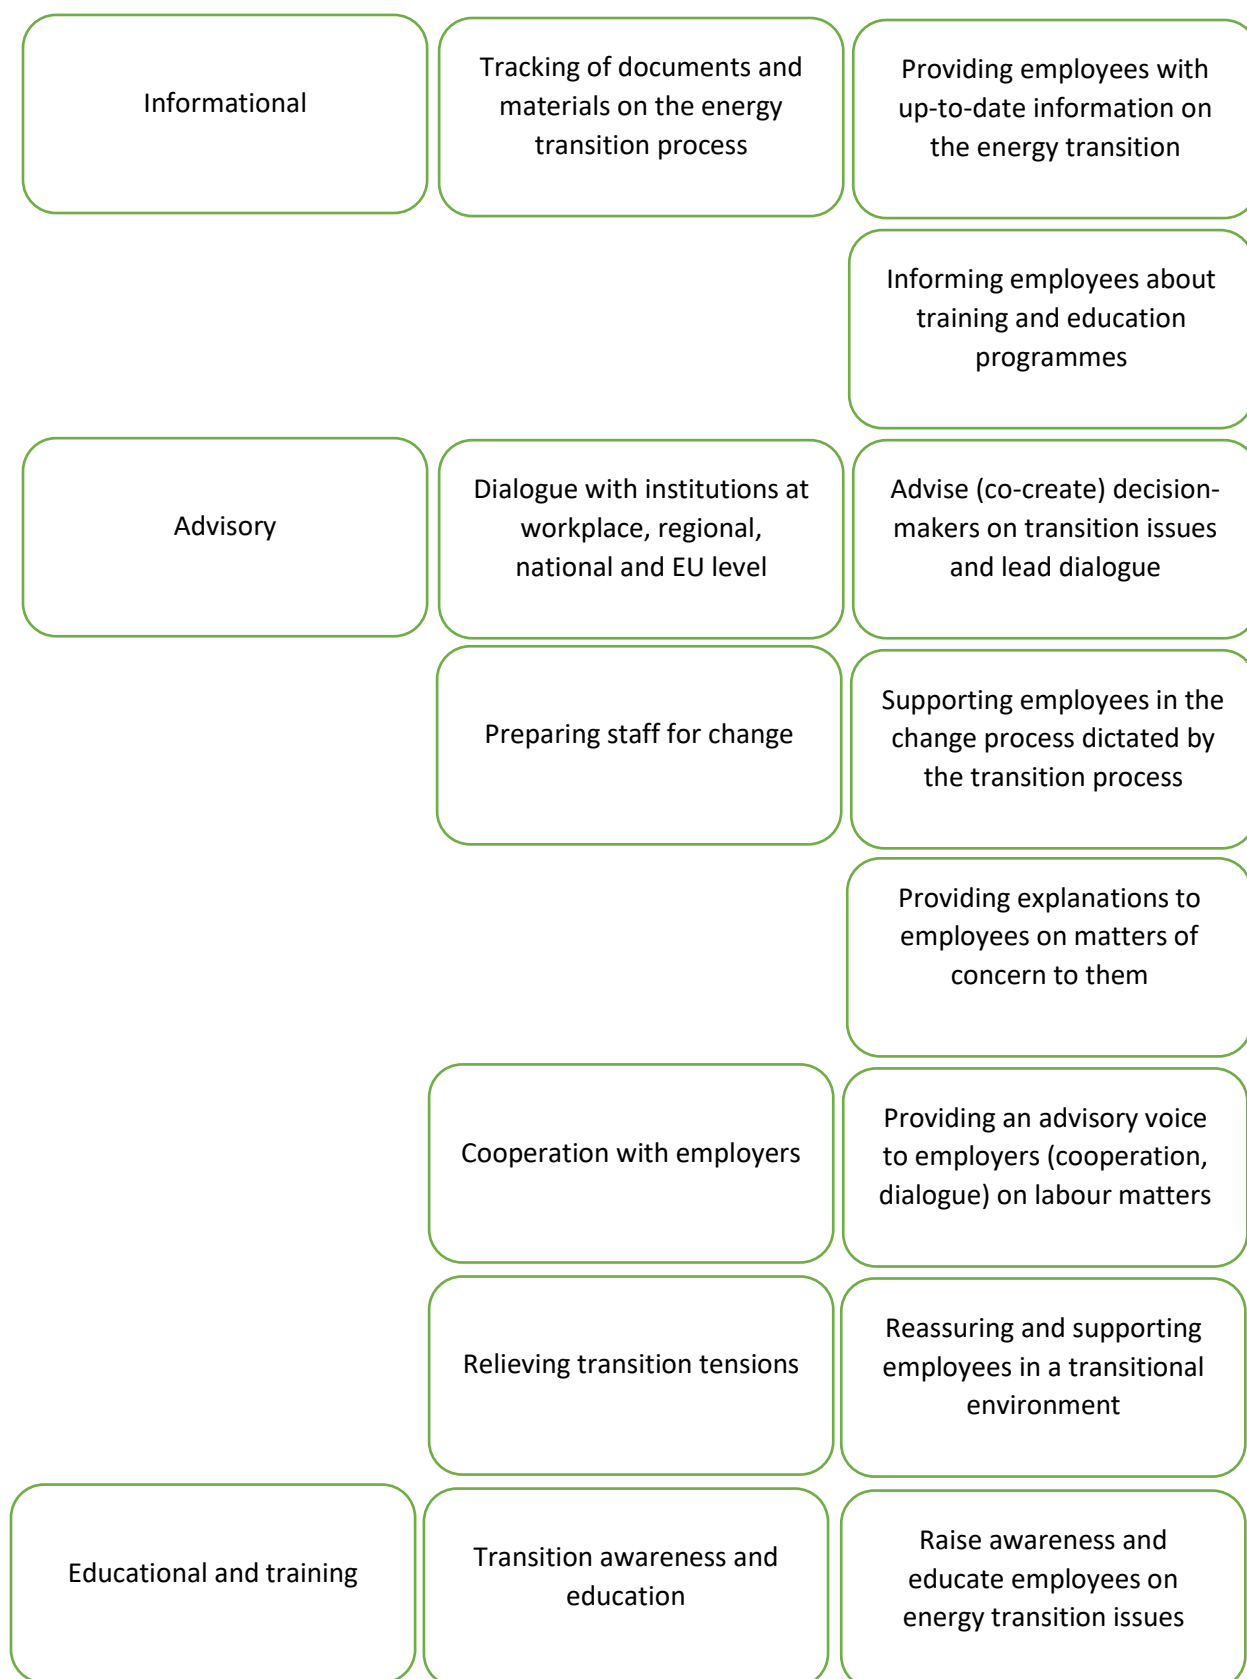 Informational
Tracking of documents and
materials on the energy
transition process
Providing employees with
up-to-date information on
the energy transition
Informing employees about
training and education
programmes
Advisory
Dialogue with institutions at
workplace, regional,
national and EU level
Advise (co-create) decision-
makers on transition issues
and lead dialogue
Preparing staff for change
Supporting employees in the
change process dictated by
the transition process
Providing explanations to
employees on matters of
concern to them
Cooperation with employers
Providing an advisory voice
to employers (cooperation,
dialogue) on labour matters
Relieving transition tensions
Reassuring and supporting
employees in a transitional
environment
Educational and training
Transition awareness and
education
Raise awareness and
educate employees on
energy transition issues